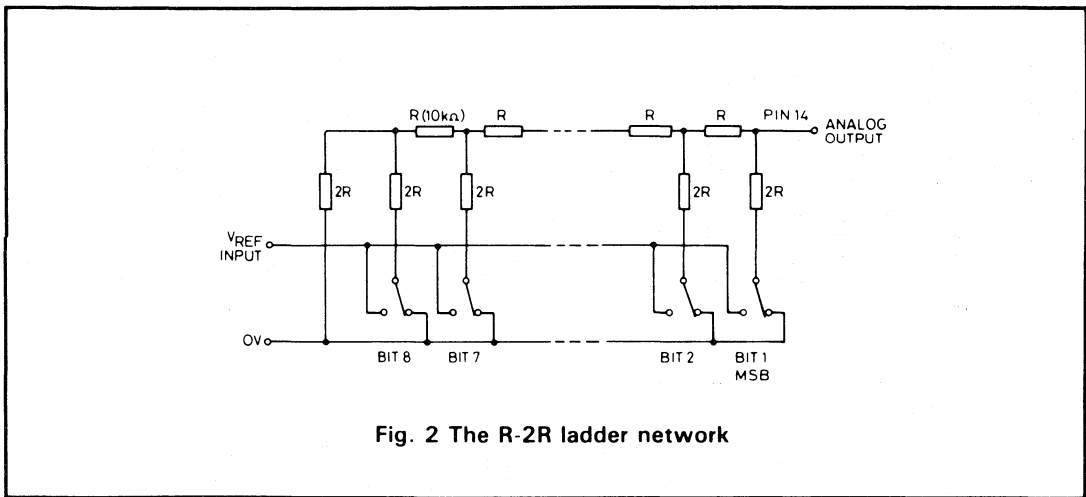 R(10kΩ) R R R PIN 14 ANALOG
OUTPUT
2R 2R 2R 2R 2R
VREF
INPUT
OV
BIT 8 BIT 7 BIT 2 BIT 1
MSB
Fig. 2 The R-2R ladder network